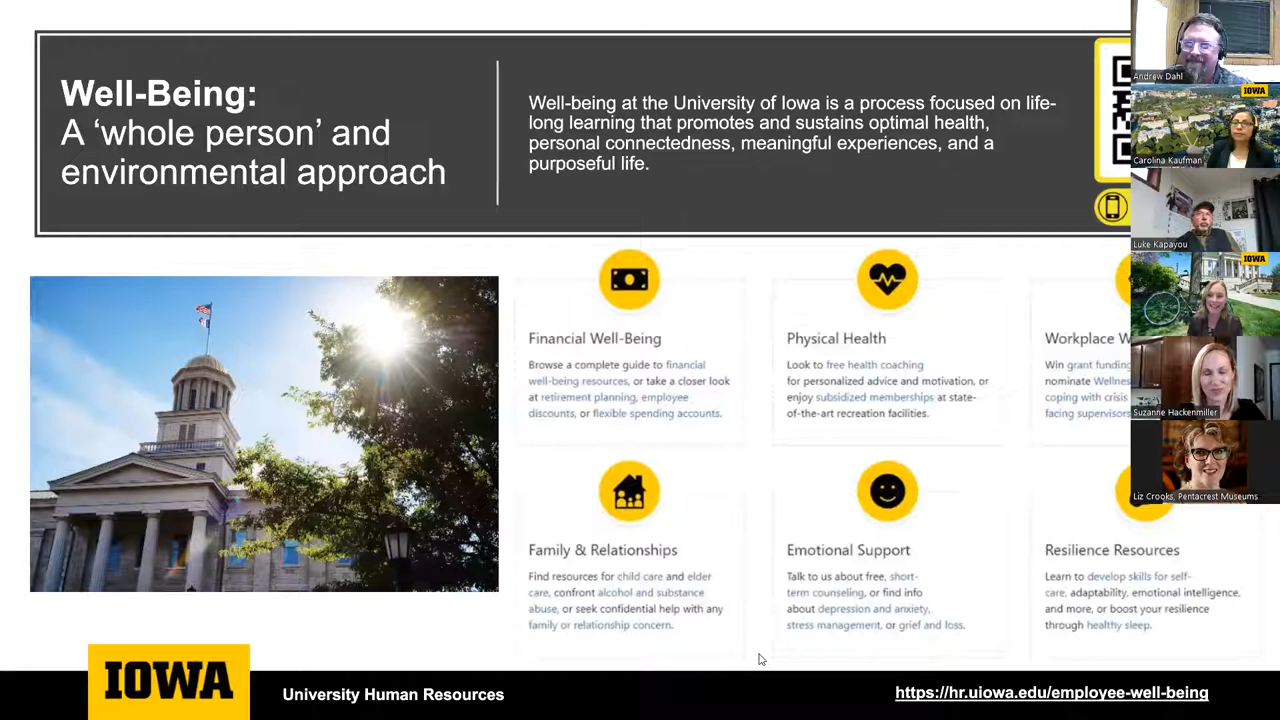 Well-Being:
A ‘whole person’ and
environmental approach
Well-being at the University of Iowa is a process focused on life-
long learning that promotes and sustains optimal health,
personal connectedness, meaningful experiences, and a
purposeful life.
Financial Well-Being
Browse a complete guide to financial
well-being resources, or take a closer look
at retirement planning, employee
discounts, or flexible spending accounts.
Physical Health
Look to free health coaching
for personalized advice and motivation, or
enjoy subsidized memberships at state-
of-the-art recreation facilities.
Workplace W
Win grant funding
nominate Wellnes
coping with crisis
facing supervisors
Family & Relationships
Find resources for child care and elder
care, confront alcohol and substance
abuse, or seek confidential help with any
family or relationship concern.
Emotional Support
Talk to us about free, short-
term counseling, or find info
about depression and anxiety,
stress management, or grief and loss.
Resilience Resources
Learn to develop skills for self-
care, adaptability, emotional intelligence,
and more, or boost your resilience
through healthy sleep.
IOWA
University Human Resources
https://hr.uiowa.edu/employee-well-being
Andrew Dahl
IOWA
Carolina Kaufman
Luke Kapayou
IOWA
Suzanne Hackenmiller
Liz Crooks, Pentacrest Museums